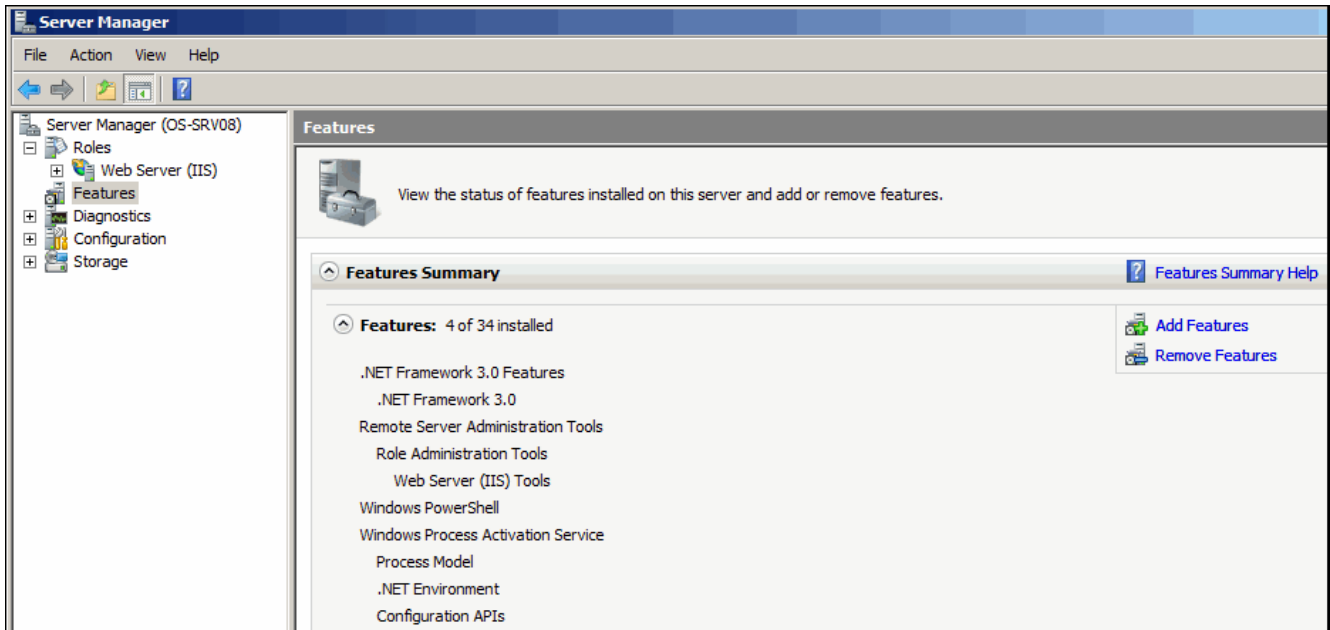 Server Manager
File Action View Help
Server Manager (OS-SRV08)
Roles
Web Server (IIS)
Features
Diagnostics
Configuration
Storage
Features
View the status of features installed on this server and add or remove features.
Features Summary
Features Summary Help
Features: 4 of 34 installed
Add Features
Remove Features
.NET Framework 3.0 Features
.NET Framework 3.0
Remote Server Administration Tools
Role Administration Tools
Web Server (IIS) Tools
Windows PowerShell
Windows Process Activation Service
Process Model
.NET Environment
Configuration APIs